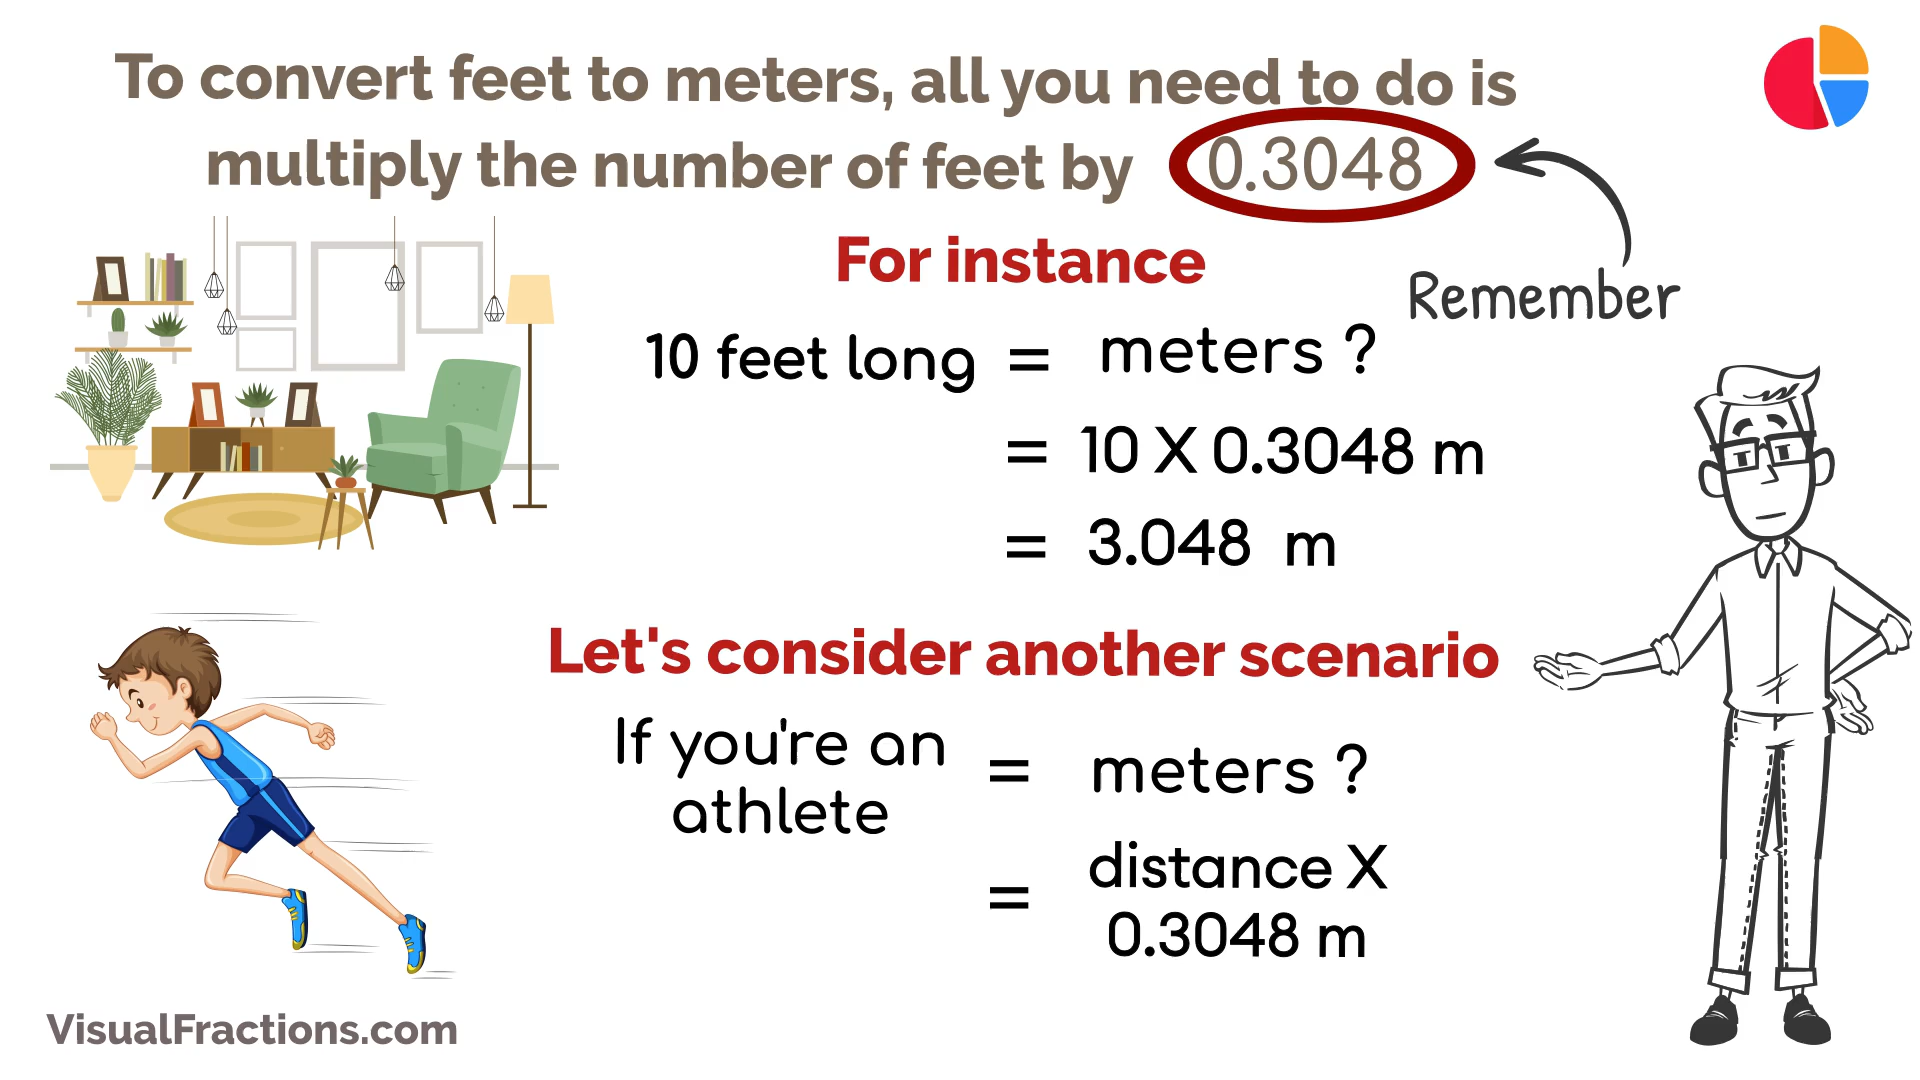 To convert feet to meters, all you need to do is
multiply the number of feet by 0.3048
Remember
For instance
10 feet long = meters ?
= 10 X 0.3048 m
= 3.048 m
Let's consider another scenario
If you're an
athlete
= meters ?
= distance X
0.3048 m
VisualFractions.com